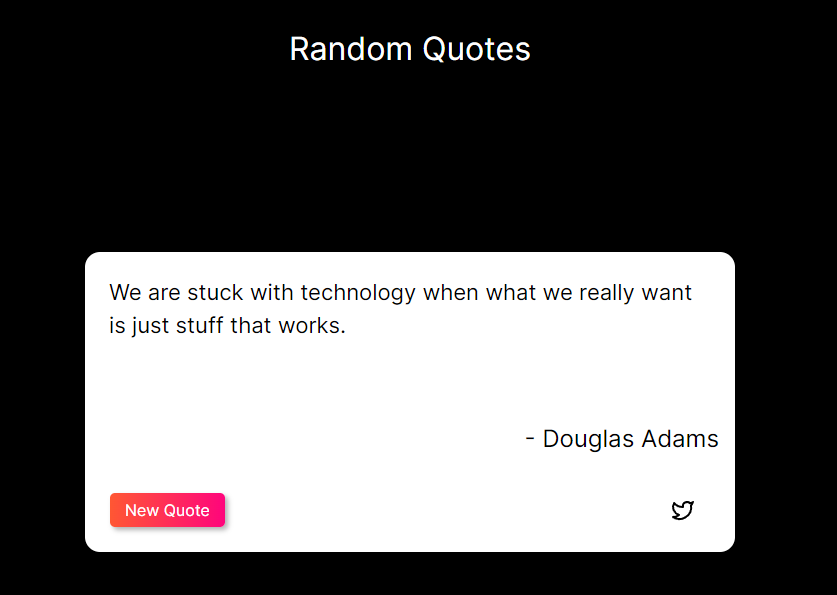 Random Quotes
We are stuck with technology when what we really want
is just stuff that works.
- Douglas Adams
New Quote